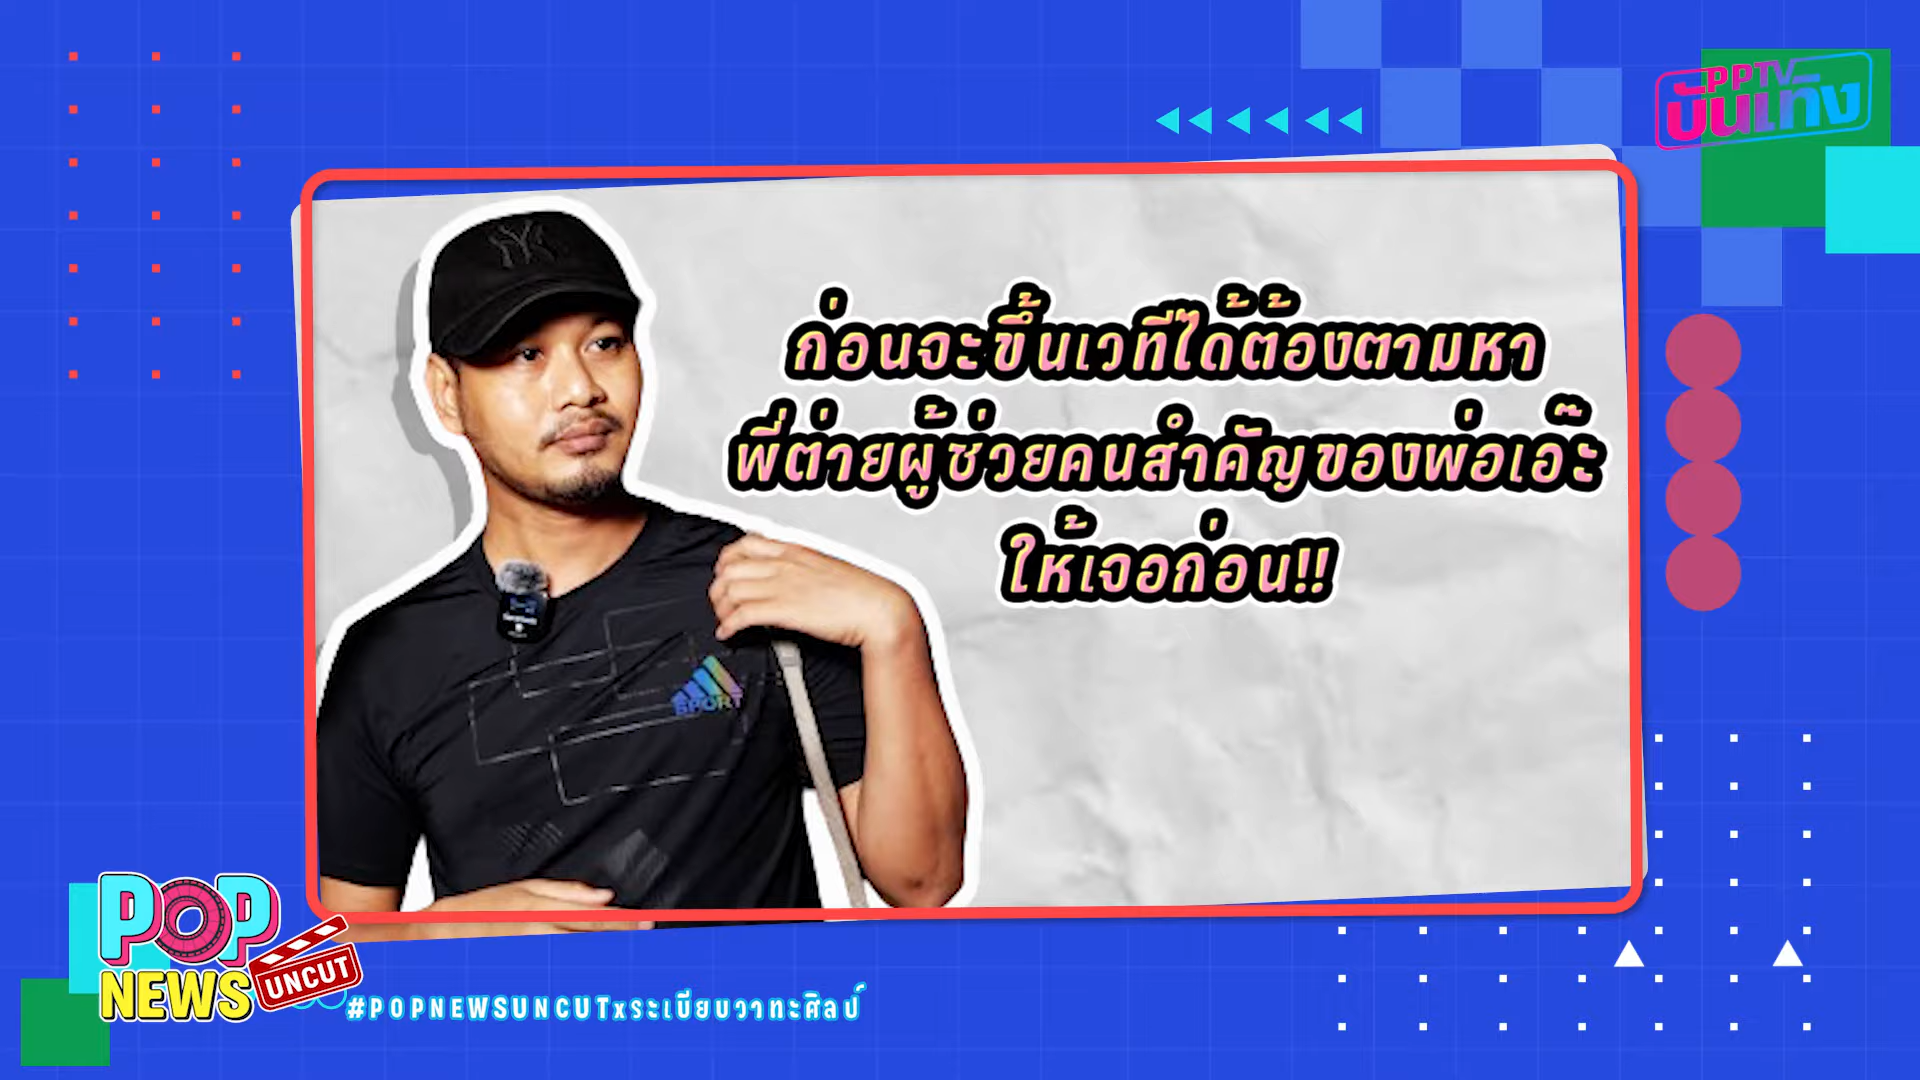 PPTV
บันเทิง
NY
ก่อนจะขึ้นเวทีได้ต้องตามหา
พี่ต่ายผู้ช่วยคนสำคัญของพ่อเอ๊ะ
ให้เจอก่อน!!
SPORT
POP
NEWS
UNCUT
#POPNEWSUNCUTxระเบียบวาทะศิลป์